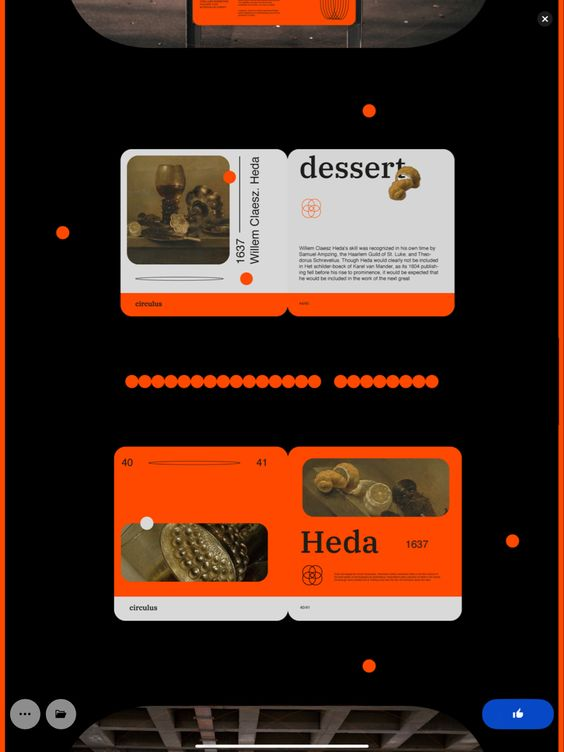 1637
Willem Claesz. Heda
dessert
Willem Claesz Heda's skill was recognized in his own time by
Samuel Ampzing, the Haarlem Guild of St. Luke, and Theo-
dorus Schrevelius. Though Heda would clearly not be included
in Het schilder-boeck of Karel van Mander, as its 1604 publish-
ing fell before his rise to prominence, it would be expected that
he would be included in the work of the next great
circulus
40/41
40
41
Heda
1637
circulus
40/41